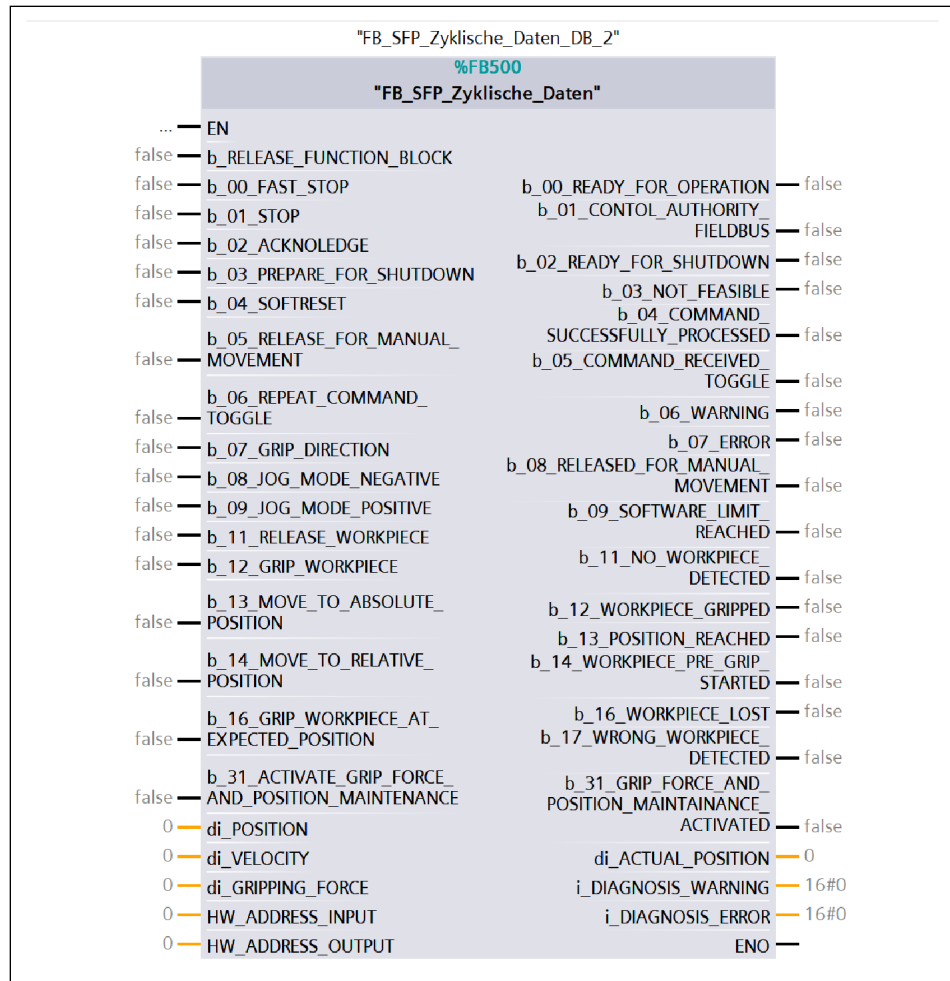 "FB_SFP_Zyklische_Daten_DB_2"
%FB500
"FB_SFP_Zyklische_Daten"
... EN
false b_RELEASE_FUNCTION_BLOCK
false b_00_FAST_STOP
false b_01_STOP
false b_02_ACKNOLEDGE
false b_03_PREPARE_FOR_SHUTDOWN
false b_04_SOFTRESET
b_05_RELEASE_FOR_MANUAL_
false MOVEMENT
b_06_REPEAT_COMMAND_
false TOGGLE
false b_07_GRIP_DIRECTION
false b_08_JOG_MODE_NEGATIVE
false b_09_JOG_MODE_POSITIVE
false b_11_RELEASE_WORKPIECE
false b_12_GRIP_WORKPIECE
b_13_MOVE_TO_ABSOLUTE_
false POSITION
b_14_MOVE_TO_RELATIVE_
false POSITION
b_16_GRIP_WORKPIECE_AT_
false EXPECTED_POSITION
b_31_ACTIVATE_GRIP_FORCE_
false AND_POSITION_MAINTENANCE
0 di_POSITION
0 di_VELOCITY
0 di_GRIPPING_FORCE
0 HW_ADDRESS_INPUT
0 HW_ADDRESS_OUTPUT
b_00_READY_FOR_OPERATION false
b_01_CONTOL_AUTHORITY_
FIELDBUS false
b_02_READY_FOR_SHUTDOWN false
b_03_NOT_FEASIBLE false
b_04_COMMAND_
SUCCESSFULLY_PROCESSED false
b_05_COMMAND_RECEIVED_
TOGGLE false
b_06_WARNING false
b_07_ERROR false
b_08_RELEASED_FOR_MANUAL_
MOVEMENT false
b_09_SOFTWARE_LIMIT_
REACHED false
b_11_NO_WORKPIECE_
DETECTED false
b_12_WORKPIECE_GRIPPED false
b_13_POSITION_REACHED false
b_14_WORKPIECE_PRE_GRIP_
STARTED false
b_16_WORKPIECE_LOST false
b_17_WRONG_WORKPIECE_
DETECTED false
b_31_GRIP_FORCE_AND_
POSITION_MAINTAINANCE_
ACTIVATED false
di_ACTUAL_POSITION 0
i_DIAGNOSIS_WARNING 16#0
i_DIAGNOSIS_ERROR 16#0
ENO